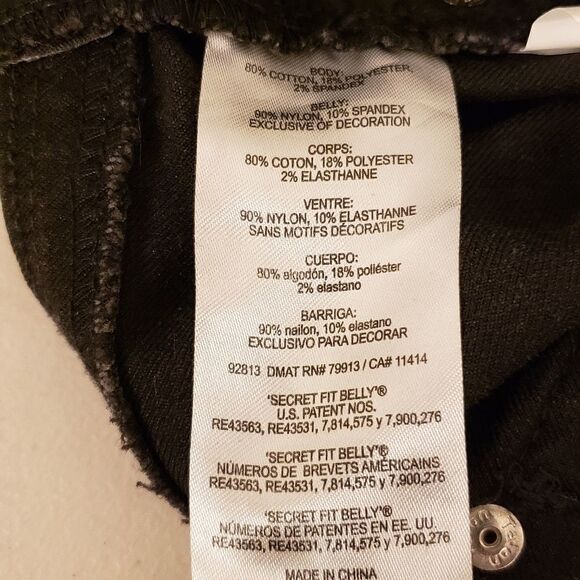 BODY:
80% COTTON, 18% POLYESTER,
2% SPANDEX
BELLY:
90% NYLON, 10% SPANDEX
EXCLUSIVE OF DECORATION
CORPS:
80% COTON, 18% POLYESTER
2% ELASTHANNE
VENTRE:
90% NYLON, 10% ELASTHANNE
SANS MOTIFS DÉCORATIFS
CUERPO:
80% algodón, 18% poliéster
2% elastano
BARRIGA:
90% nailon, 10% elastano
EXCLUSIVO PARA DECORAR
92813 DMAT RN# 79913 / CA# 11414
'SECRET FIT BELLY'®
U.S. PATENT NOS.
RE43563, RE43531, 7,814,575 y 7,900,276
'SECRET FIT BELLY'®
NÚMEROS DE BREVETS AMÉRICAINS
RE43563, RE43531, 7,814,575 y 7,900,276
'SECRET FIT BELLY'®
NÚMEROS DE PATENTES EN EE. UU.
RE43563, RE43531, 7,814,575 y 7,900,276
MADE IN CHINA